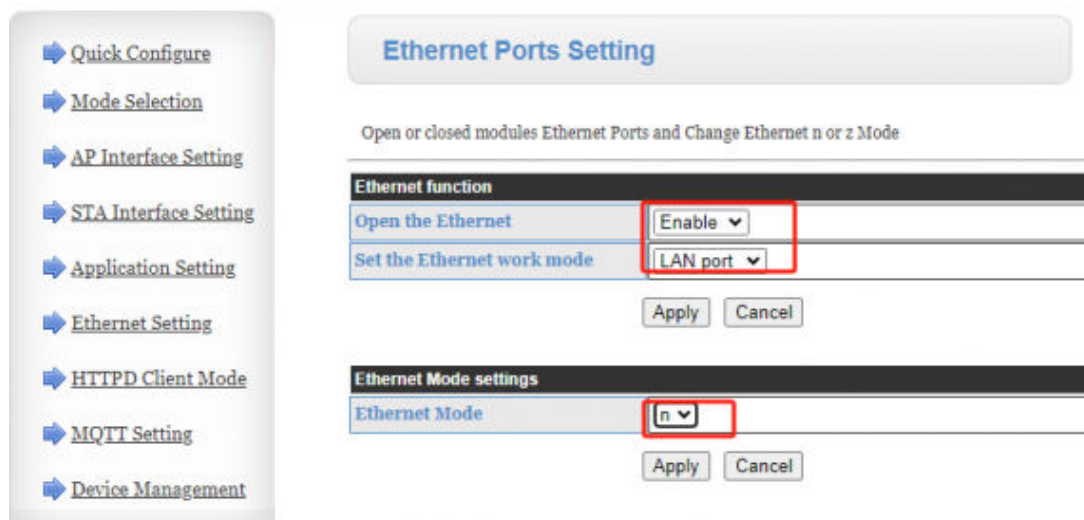 Quick Configure
Mode Selection
AP Interface Setting
STA Interface Setting
Application Setting
Ethernet Setting
HTTPD Client Mode
MQTT Setting
Device Management
Ethernet Ports Setting
Open or closed modules Ethernet Ports and Change Ethernet n or z Mode
Ethernet function
Open the Ethernet Enable
Set the Ethernet work mode LAN port
Apply Cancel
Ethernet Mode settings
Ethernet Mode n
Apply Cancel